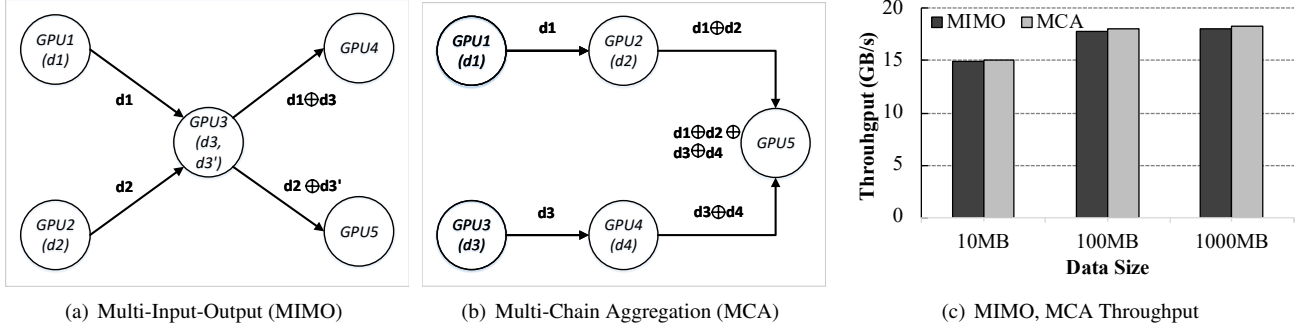 GPU1
(d1)
d1
GPU4
d1⊕d3
GPU3
(d3,
d3')
d2
d2 ⊕d3'
GPU2
(d2)
GPU5
(a) Multi-Input-Output (MIMO)
GPU1
(d1)
d1
GPU2
(d2)
d1⊕d2
d1⊕d2 ⊕
d3⊕d4
GPU5
GPU3
(d3)
d3
GPU4
(d4)
d3⊕d4
(b) Multi-Chain Aggregation (MCA)
MIMO MCA
Throuhgput (GB/s)
20
15
10
5
0
10MB 100MB 1000MB
Data Size
(c) MIMO, MCA Throughput